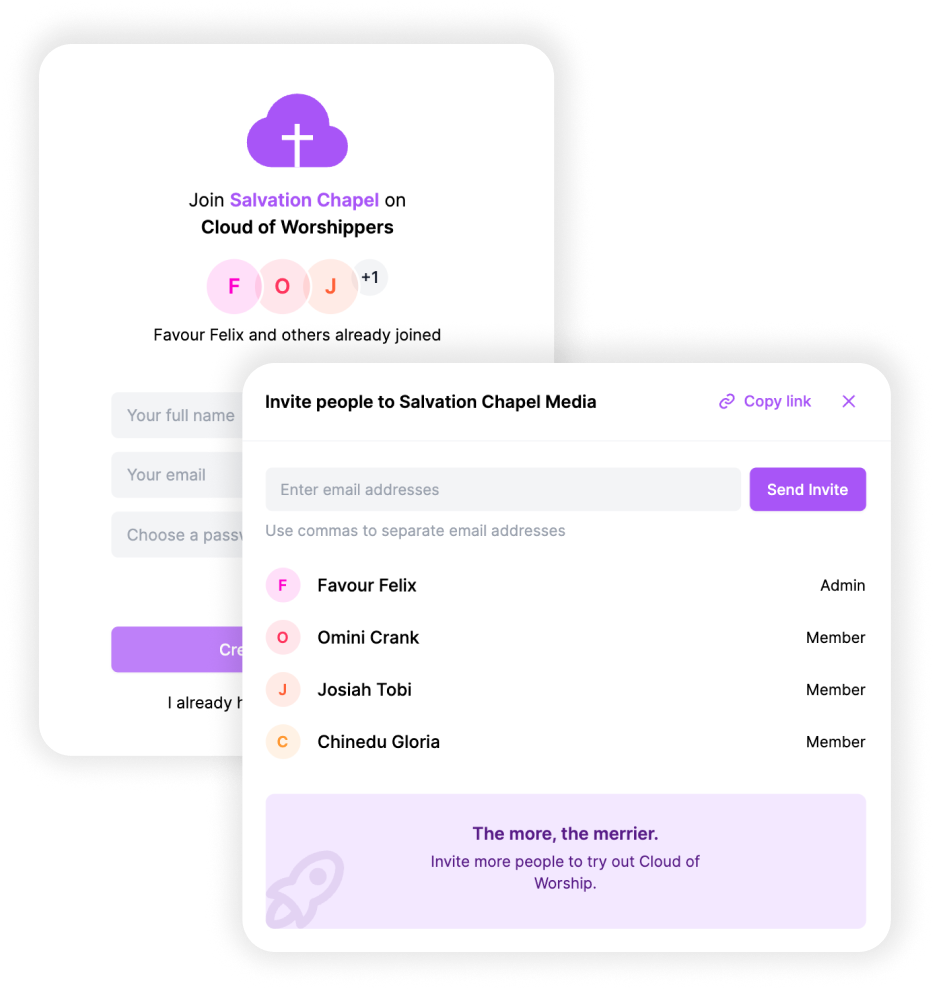 Join Salvation Chapel on
Cloud of Worshippers
F O J +1
Favour Felix and others already joined
Your full name
Your email
Choose a passw
Cre
I already h
Invite people to Salvation Chapel Media
Copy link
Enter email addresses
Send Invite
Use commas to separate email addresses
F Favour Felix Admin
O Omini Crank Member
J Josiah Tobi Member
C Chinedu Gloria Member
The more, the merrier.
Invite more people to try out Cloud of
Worship.